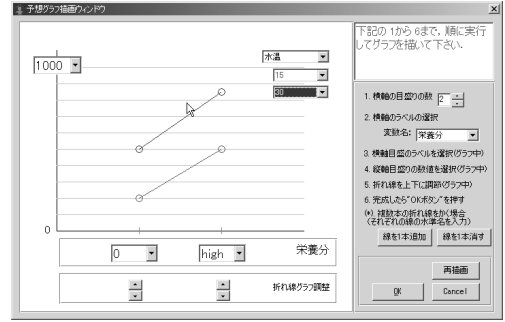 予想グラフ描画ウィンドウ
下記の 1から 6まで，順に実行
してグラフを描いて下さい．
1000
水温
15
30
0
0
high
栄養分
折れ線グラフ調整
1. 横軸の目盛りの数 2
2. 横軸のラベルの選択
変数名: 栄養分
3. 横軸目盛のラベルを選択(グラフ中)
4. 縦軸目盛りの数値を選択(グラフ中)
5. 折れ線を上下に調節(グラフ中)
6. 完成したら"OKボタン"を押す
(*). 複数本の折れ線をかく場合
(それぞれの線の水準名を入力)
線を1本追加 線を1本消す
再描画
OK Cancel